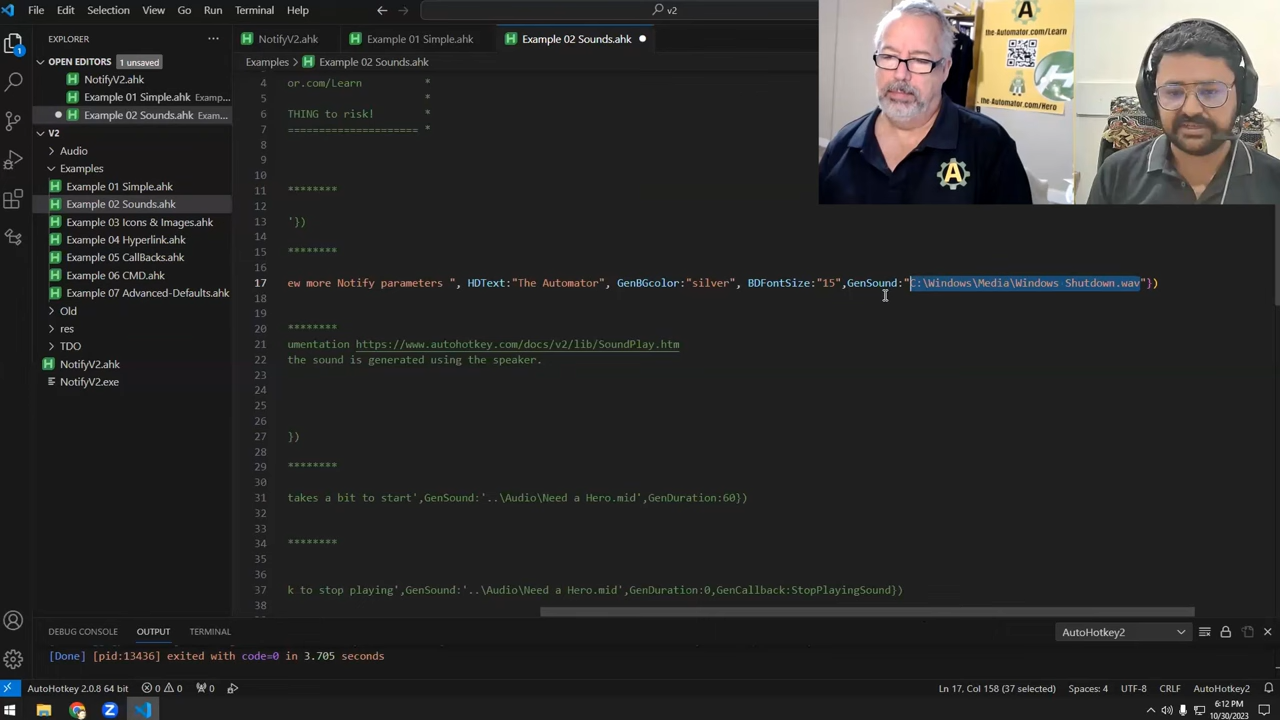 File Edit Selection View Go Run Terminal Help
v2
the-Automator.com/Learn
the-Automator.com/Hero
EXPLORER
NotifyV2.ahk
Example 01 Simple.ahk
Example 02 Sounds.ahk
Examples > Example 02 Sounds.ahk
OPEN EDITORS 1 unsaved
NotifyV2.ahk
Example 01 Simple.ahk Examp...
Example 02 Sounds.ahk Exam...
V2
Audio
Examples
Example 01 Simple.ahk
Example 02 Sounds.ahk
Example 03 Icons & Images.ahk
Example 04 Hyperlink.ahk
Example 05 CallBacks.ahk
Example 06 CMD.ahk
Example 07 Advanced-Defaults.ahk
Old
res
TDO
NotifyV2.ahk
NotifyV2.exe
4 or.com/Learn *
5 *
6 THING to risk! *
7 ===================== *
8
9
10
11 ********
12
13 '})
14
15 ********
16
17 ew more Notify parameters ", HDText:"The Automator", GenBGcolor:"silver", BDFontSize:"15",GenSound:"C:\Windows\Media\Windows Shutdown.wav"})
18
19
20 ********
21 umentation https://www.autohotkey.com/docs/v2/lib/SoundPlay.htm
22 the sound is generated using the speaker.
23
24
25
26
27 })
28
29 ********
30
31 takes a bit to start',GenSound:'..\Audio\Need a Hero.mid',GenDuration:60})
32
33
34 ********
35
36
37 k to stop playing',GenSound:'..\Audio\Need a Hero.mid',GenDuration:0,GenCallback:StopPlayingSound})
38
DEBUG CONSOLE OUTPUT TERMINAL
AutoHotkey2
[Done] [pid:13436] exited with code=0 in 3.705 seconds
AutoHotkey 2.0.8 64 bit 0 0 0 Ln 17, Col 158 (37 selected) Spaces: 4 UTF-8 CRLF AutoHotkey2
6:12 PM
10/30/2023